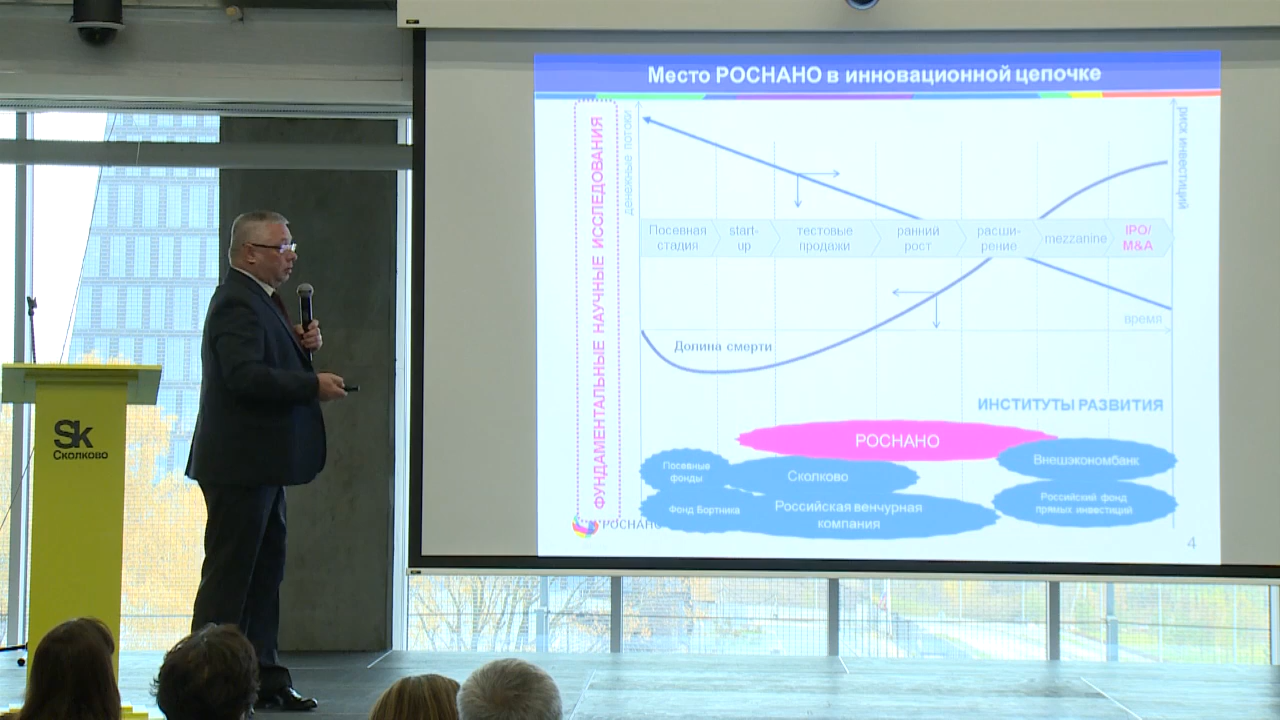 Место РОСНАНО в инновационной цепочке
ФУНДАМЕНТАЛЬНЫЕ НАУЧНЫЕ ИССЛЕДОВАНИЯ
денежные потоки
риск инвестиций
Посевная
стадия
start-
up
тестовые
продажи
ранний
рост
расши-
рение
mezzanine
IPO/
M&A
время
Долина смерти
ИНСТИТУТЫ РАЗВИТИЯ
РОСНАНО
Посевные
фонды
Сколково
Внешэкономбанк
Фонд Бортника
Российская венчурная
компания
Российский фонд
прямых инвестиций
РОСНАНО
4
Sk
Сколково